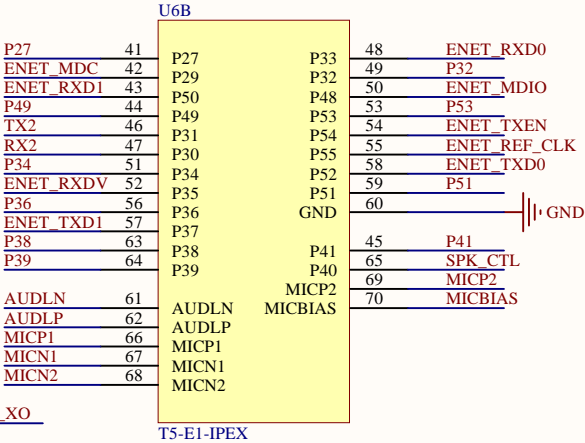 U6B
P27 41 P27 P33 48 ENET_RXD0
ENET_MDC 42 P29 P32 49 P32
ENET_RXD1 43 P50 P48 50 ENET_MDIO
P49 44 P49 P53 53 P53
TX2 46 P31 P54 54 ENET_TXEN
RX2 47 P30 P55 55 ENET_REF_CLK
P34 51 P34 P52 58 ENET_TXD0
ENET_RXDV 52 P35 P51 59 P51
P36 56 P36 GND 60 GND
ENET_TXD1 57 P37
P38 63 P38 P41 45 P41
P39 64 P39 P40 65 SPK_CTL
MICP2 69 MICP2
AUDLN 61 AUDLN MICBIAS 70 MICBIAS
AUDLP 62 AUDLP
MICP1 66 MICP1
MICN1 67 MICN1
MICN2 68 MICN2
_XO
T5-E1-IPEX